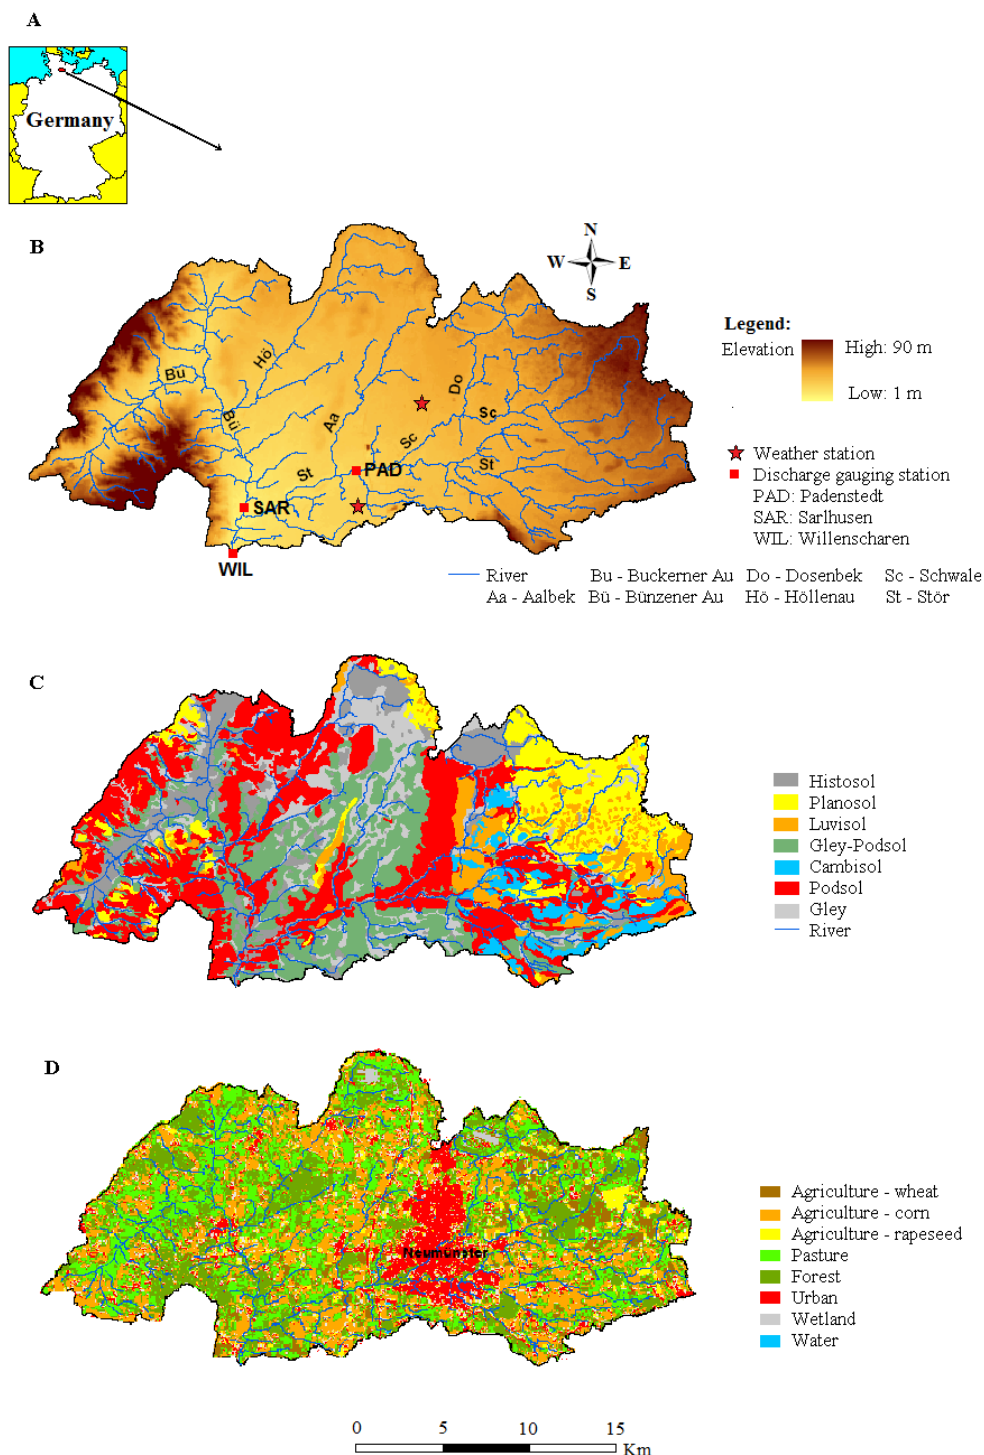 A
Germany
B
N
W E
S
Legend:
Elevation
High: 90 m
Low: 1 m
Bu
Hö
Bü
Aa
Do
Sc
Sc
St
St
PAD
SAR
WIL
Weather station
Discharge gauging station
PAD: Padenstedt
SAR: Sarlhusen
WIL: Willenscharen
River Bu - Buckerner Au Do - Dosenbek Sc - Schwale
Aa - Aalbek Bü - Bünzener Au Hö - Höllenau St - Stör
C
Histosol
Planosol
Luvisol
Gley-Podsol
Cambisol
Podsol
Gley
River
D
Neumünster
Agriculture - wheat
Agriculture - corn
Agriculture - rapeseed
Pasture
Forest
Urban
Wetland
Water
0 5 10 15
Km